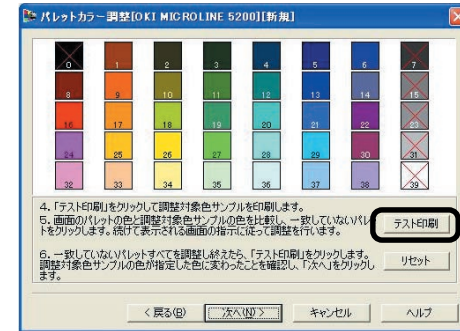 パレットカラー調整[OKI MICROLINE 5200][新規]
0 1 2 3 4 5 6 7
8 9 10 11 12 13 14 15
16 17 18 19 20 21 22 23
24 25 26 27 28 29 30 31
32 33 34 35 36 37 38 39
4. 「テスト印刷」をクリックして調整対象色サンプルを印刷します。
5. 画面のパレットの色と調整対象色サンプルの色を比較し、一致していないパレッ
トをクリックします。続けて表示される画面の指示に従って調整を行います。
テスト印刷
6. 一致していないパレットすべてを調整し終えたら、「テスト印刷」をクリックします。
調整対象色サンプルの色が指定した色に変わったことを確認し、「次へ」をクリックし
ます。
リセット
< 戻る(B) 次へ(N) > キャンセル ヘルプ